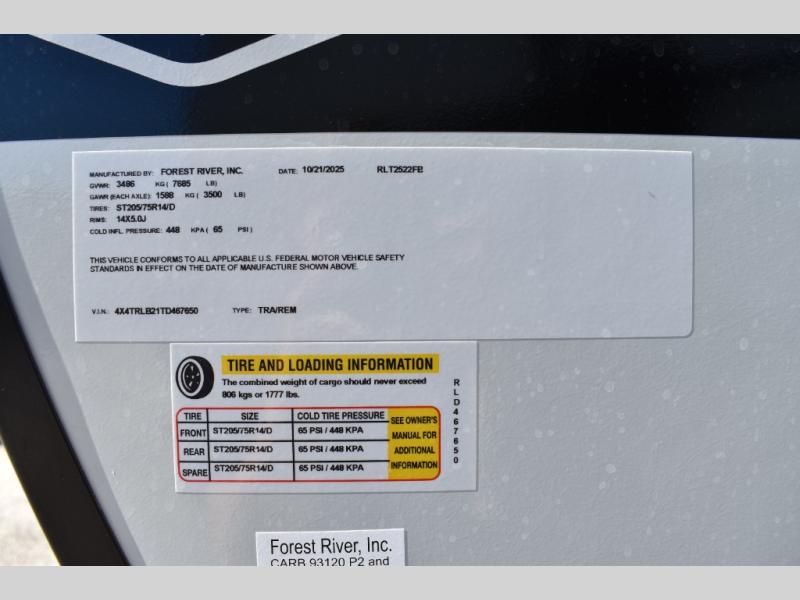 MANUFACTURED BY: FOREST RIVER, INC. DATE: 10/21/2025 RLT2522FB
GVWR: 3486 KG ( 7685 LB)
GAWR (EACH AXLE): 1588 KG ( 3500 LB)
TIRES: ST205/75R14/D
RIMS: 14X5.0J
COLD INFL. PRESSURE: 448 KPA ( 65 PSI )
THIS VEHICLE CONFORMS TO ALL APPLICABLE U.S. FEDERAL MOTOR VEHICLE SAFETY
STANDARDS IN EFFECT ON THE DATE OF MANUFACTURE SHOWN ABOVE.
V.I.N.: 4X4TRLB21TD467650 TYPE: TRA/REM
TIRE AND LOADING INFORMATION
The combined weight of cargo should never exceed
806 kgs or 1777 lbs.
TIRE SIZE COLD TIRE PRESSURE
FRONT ST205/75R14/D 65 PSI / 448 KPA
REAR ST205/75R14/D 65 PSI / 448 KPA
SPARE ST205/75R14/D 65 PSI / 448 KPA
SEE OWNER'S
MANUAL FOR
ADDITIONAL
INFORMATION
RLD467650
Forest River, Inc.
CARB 93120 P2 and